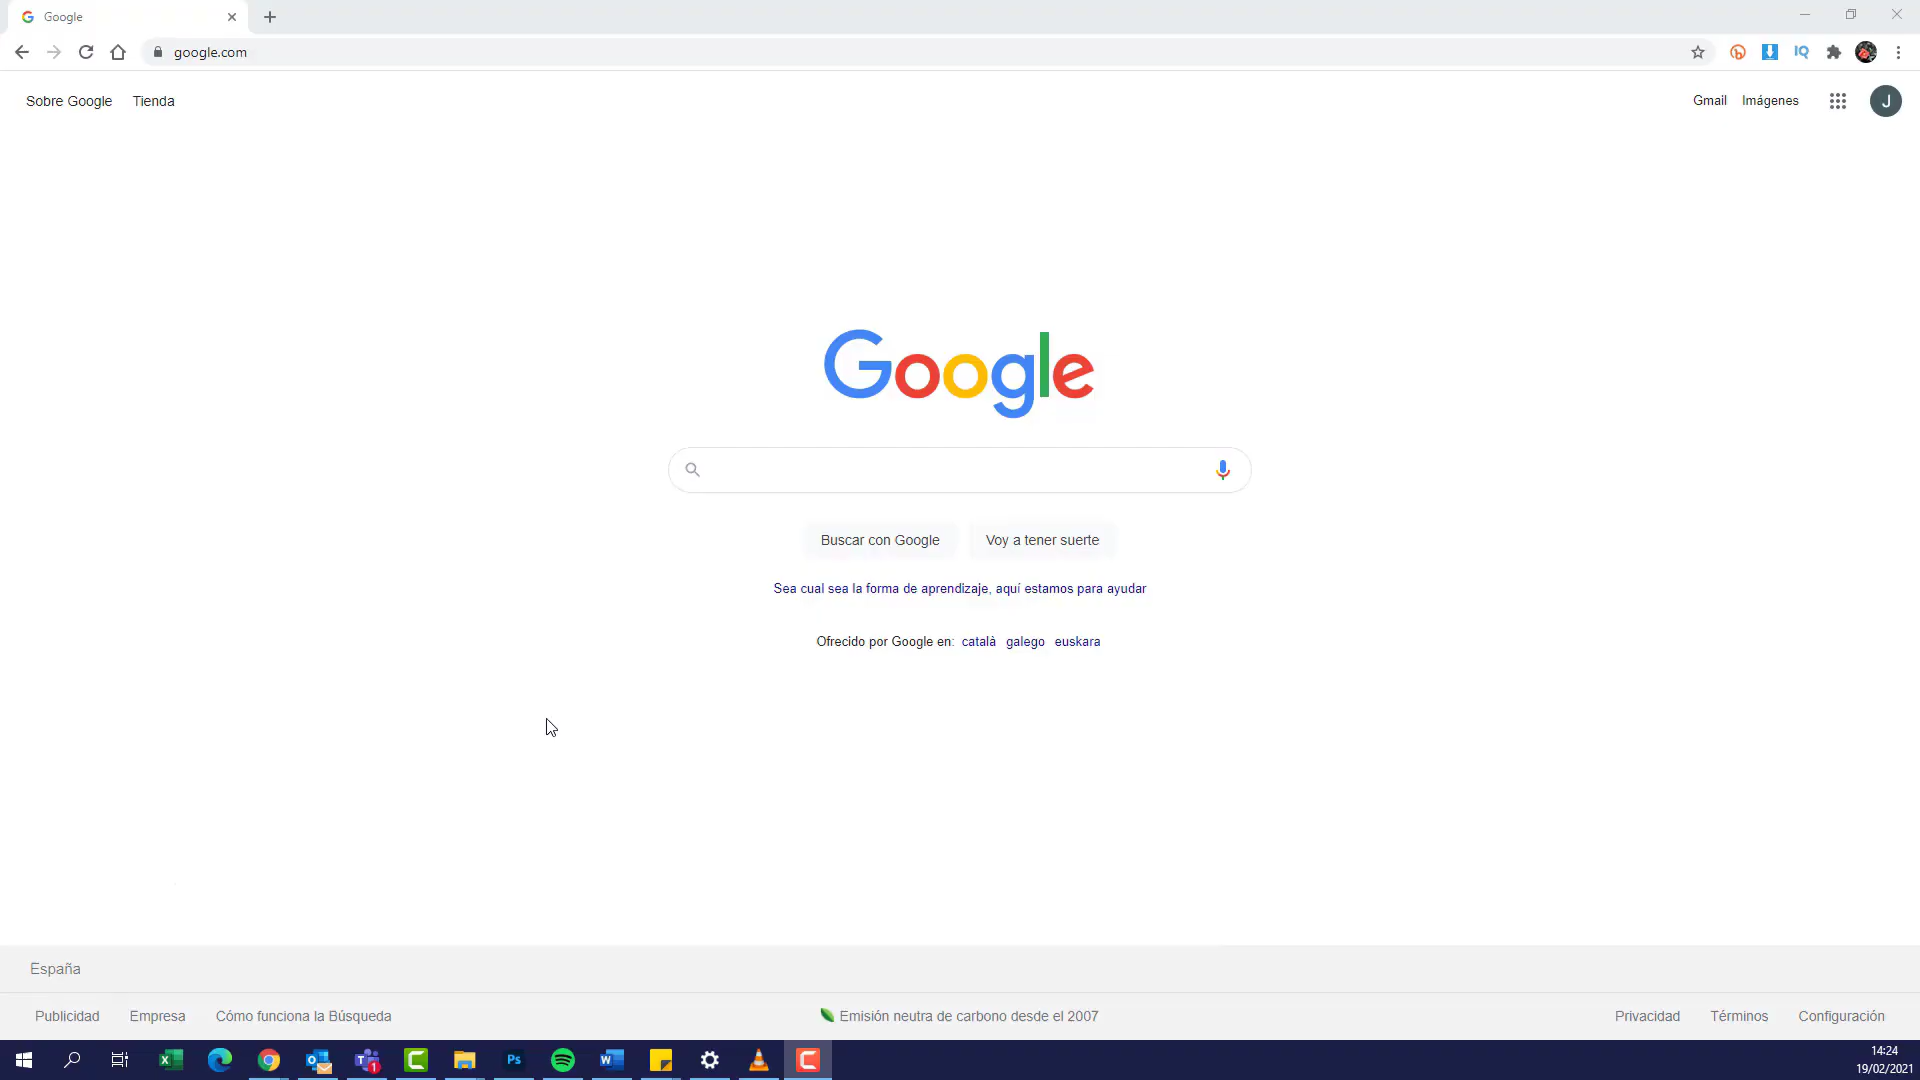 Google
google.com
Sobre Google Tienda
Gmail Imágenes
J
Google
Buscar con Google Voy a tener suerte
Sea cual sea la forma de aprendizaje, aquí estamos para ayudar
Ofrecido por Google en: català galego euskara
España
Publicidad Empresa Cómo funciona la Búsqueda
Emisión neutra de carbono desde el 2007
Privacidad Términos Configuración
14:24
19/02/2021